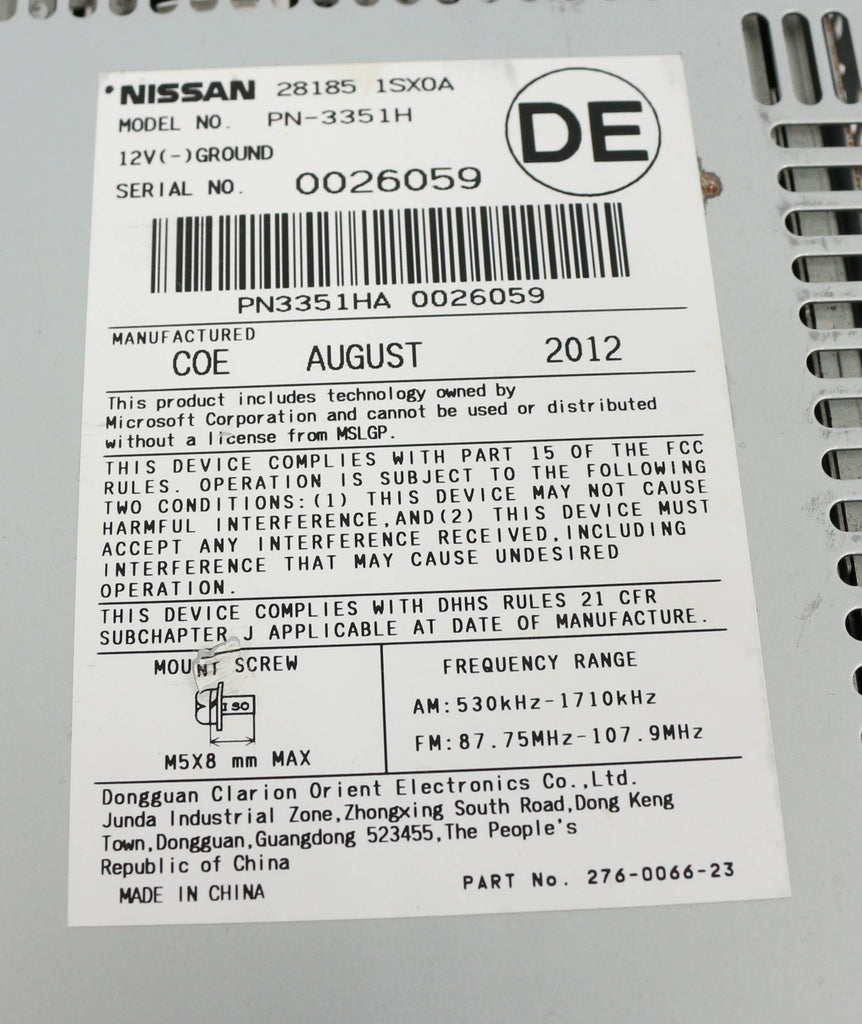 NISSAN 28185 1SX0A
DE
MODEL NO. PN-3351H
12V(-)GROUND
SERIAL NO. 0026059
PN3351HA 0026059
MANUFACTURED
COE AUGUST 2012
This product includes technology owned by
Microsoft Corporation and cannot be used or distributed
without a license from MSLGP.
THIS DEVICE COMPLIES WITH PART 15 OF THE FCC
RULES. OPERATION IS SUBJECT TO THE FOLLOWING
TWO CONDITIONS:(1) THIS DEVICE MAY NOT CAUSE
HARMFUL INTERFERENCE,AND(2) THIS DEVICE MUST
ACCEPT ANY INTERFERENCE RECEIVED,INCLUDING
INTERFERENCE THAT MAY CAUSE UNDESIRED
OPERATION.
THIS DEVICE COMPLIES WITH DHHS RULES 21 CFR
SUBCHAPTER J APPLICABLE AT DATE OF MANUFACTURE.
MOUNT SCREW
ISO
M5X8 mm MAX
FREQUENCY RANGE
AM:530kHz-1710kHz
FM:87.75MHz-107.9MHz
Dongguan Clarion Orient Electronics Co.,Ltd.
Junda Industrial Zone,Zhongxing South Road,Dong Keng
Town,Dongguan,Guangdong 523455,The People's
Republic of China
MADE IN CHINA
PART No. 276-0066-23